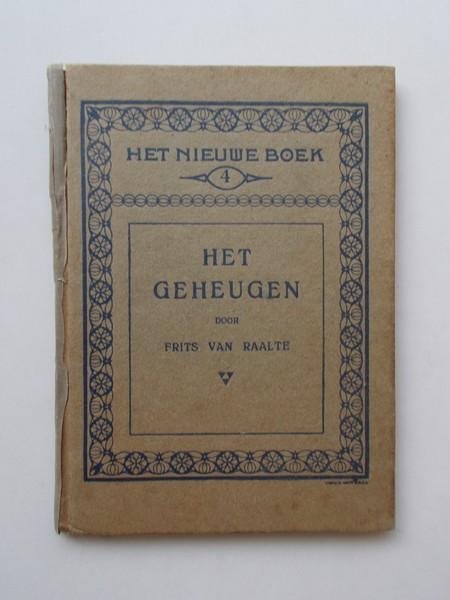 HET NIEUWE BOEK
4
HET
GEHEUGEN
DOOR
FRITS VAN RAALTE